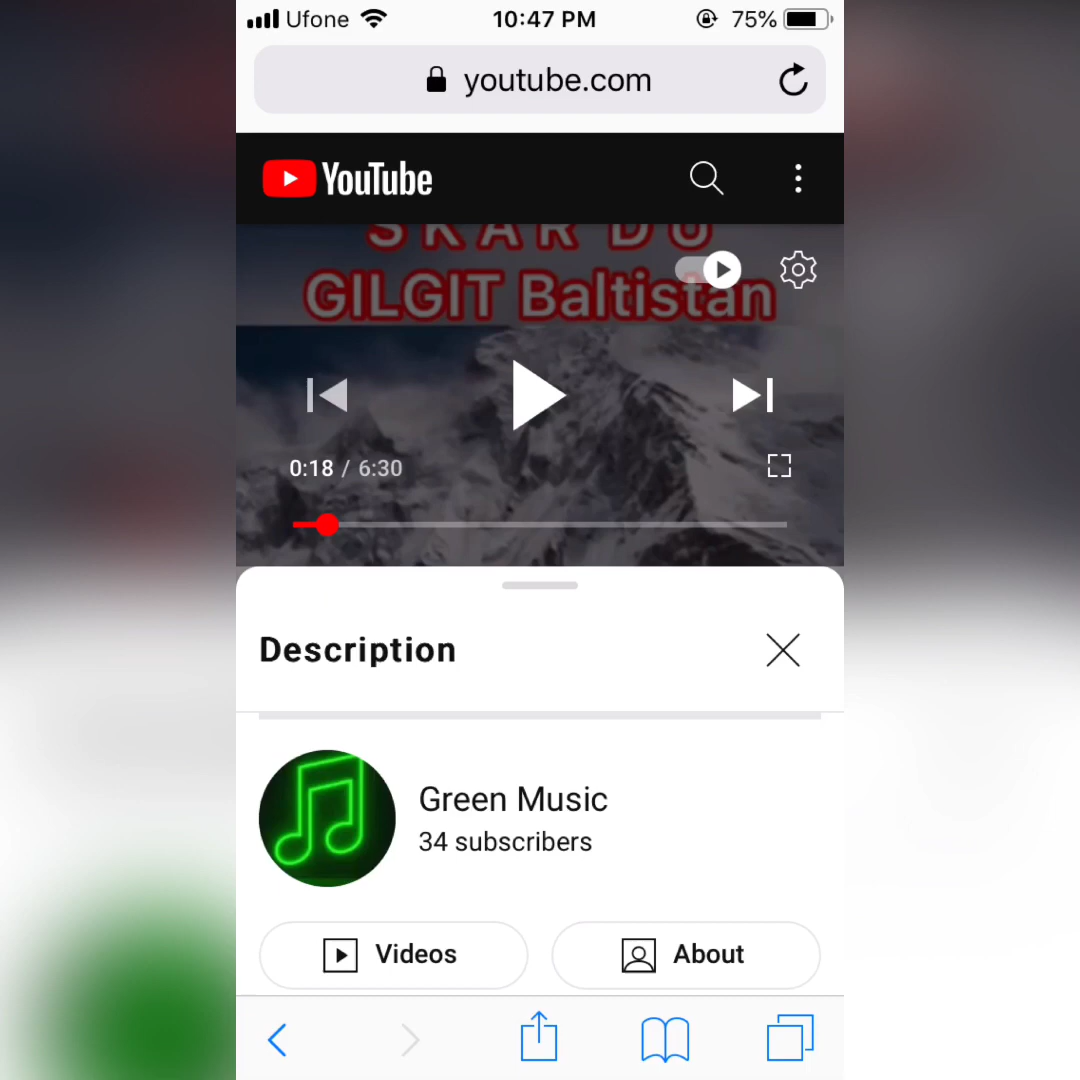 Ufone 10:47 PM 75%
youtube.com
YouTube
SKARDU
GILGIT Baltistan
0:18 / 6:30
Description
Green Music
34 subscribers
Videos About